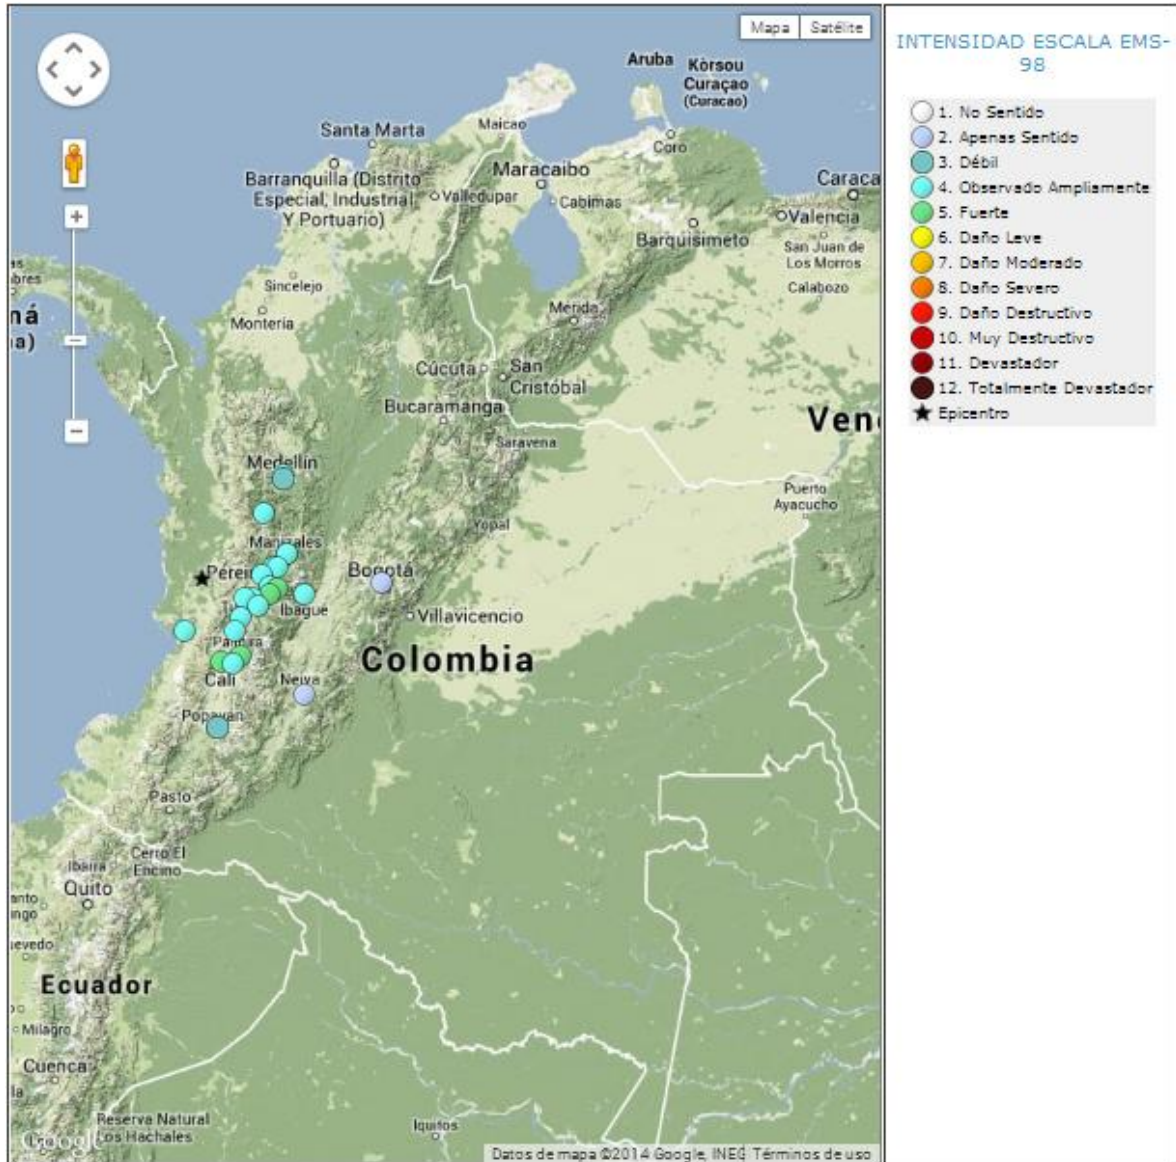 Mapa
Satélite
Aruba
Kòrsou
Curaçao
(Curacao)
Santa Marta
Maicao
Coro
Barranquilla (Distrito
Especial, Industrial
Y Portuario)
Maracaibo
Valledupar
Cabimas
Caraca
Valencia
Barquisimeto
San Juan de
Los Morros
Calabozo
Sincelejo
Montería
Mérida
Cúcuta
San
Cristóbal
Bucaramanga
Saravena
Ven
Medellín
Puerto
Ayacucho
Yopal
Manizales
Perei
Bogotá
Ibagué
Villavicencio
Colombia
Cali
Neiva
Popayan
Pasto
Cerro El
Encino
Ibarra
Quito
Ecuador
Milagro
Cuenca
Reserva Natural
Los Hachales
Iquitos
Google
Datos de mapa ©2014 Google, INEG
Términos de uso
INTENSIDAD ESCALA EMS-
98
1. No Sentido
2. Apenas Sentido
3. Débil
4. Observado Ampliamente
5. Fuerte
6. Daño Leve
7. Daño Moderado
8. Daño Severo
9. Daño Destructivo
10. Muy Destructivo
11. Devastador
12. Totalmente Devastador
Epicentro